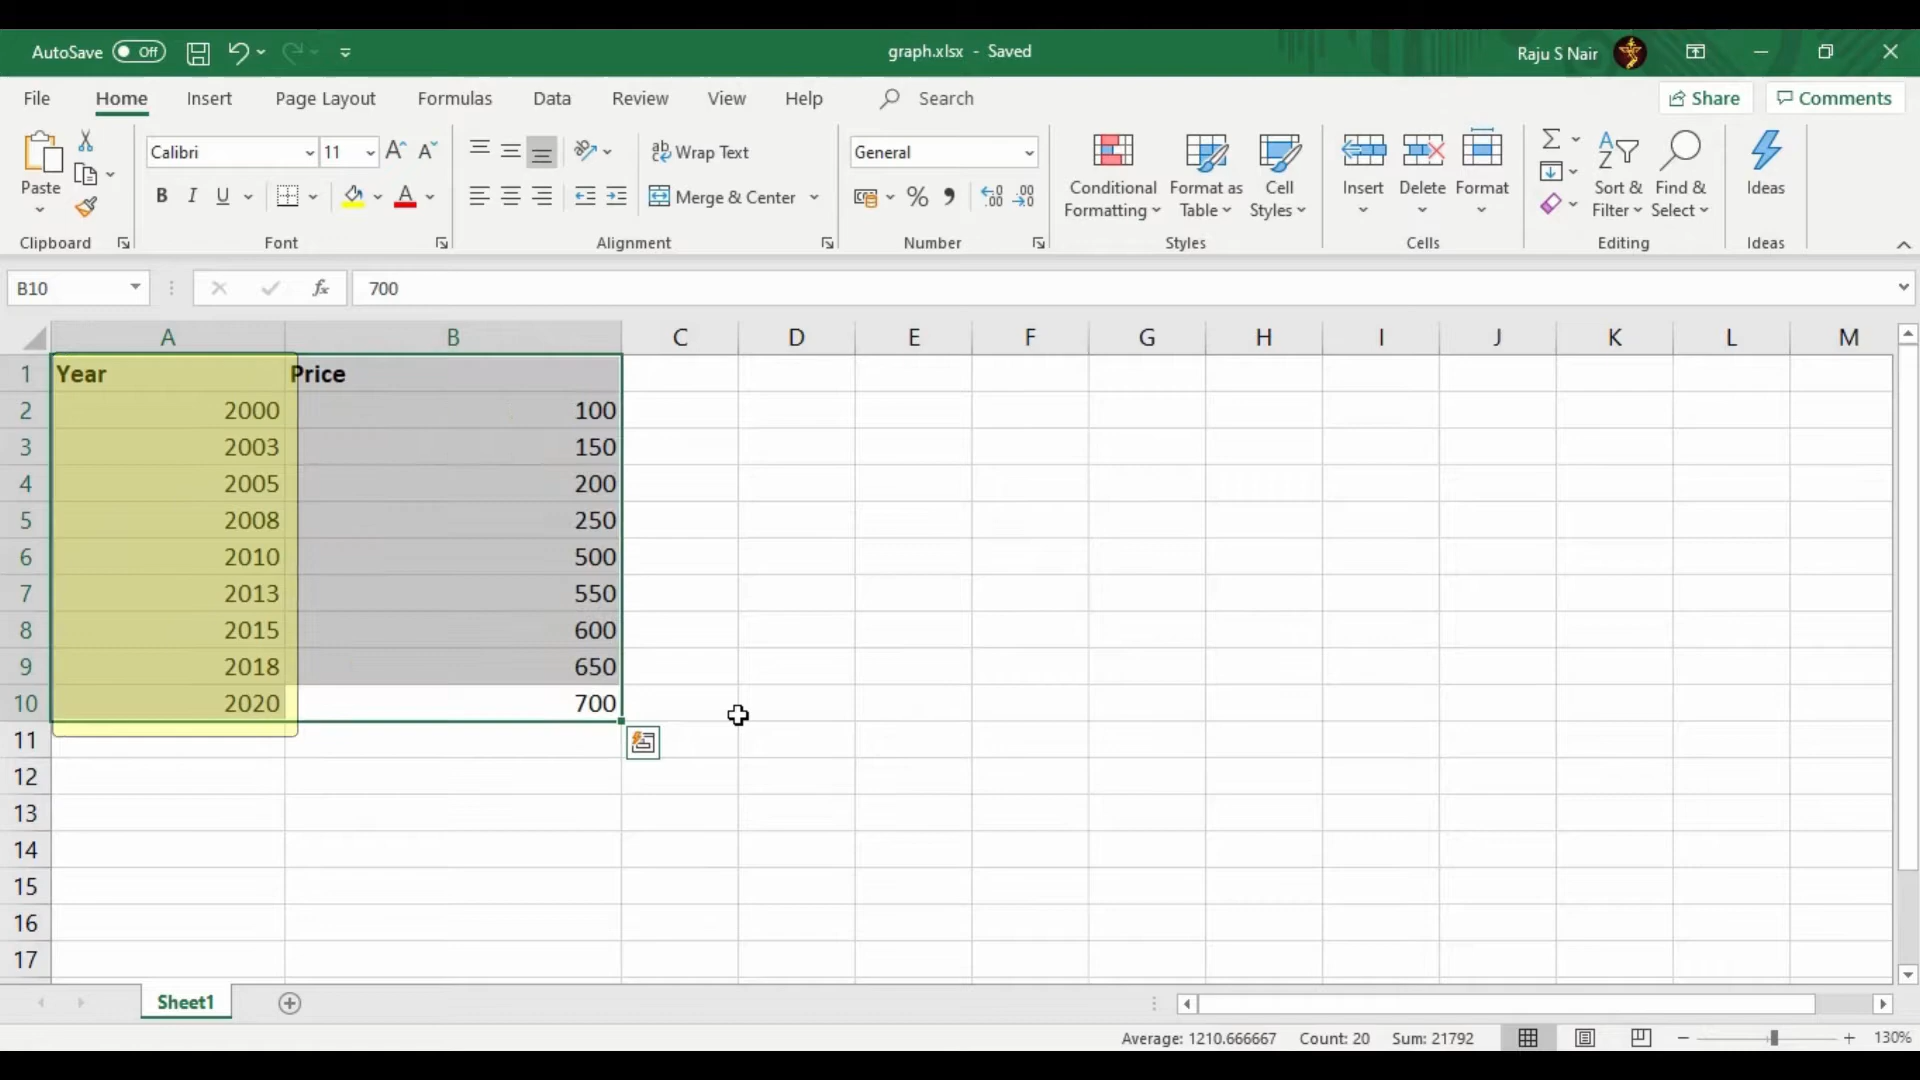 AutoSave Off graph.xlsx - Saved Raju S Nair
File Home Insert Page Layout Formulas Data Review View Help Search Share Comments
Calibri 11 A A Wrap Text General
Paste B I U A Merge & Center % Conditional Formatting Format as Table Cell Styles Insert Delete Format Sort & Filter Find & Select Ideas
Clipboard Font Alignment Number Styles Cells Editing Ideas
B10 fx 700
A B C D E F G H I J K L M
1 Year Price
2 2000 100
3 2003 150
4 2005 200
5 2008 250
6 2010 500
7 2013 550
8 2015 600
9 2018 650
10 2020 700
11
12
13
14
15
16
17
Sheet1
Average: 1210.666667 Count: 20 Sum: 21792 130%